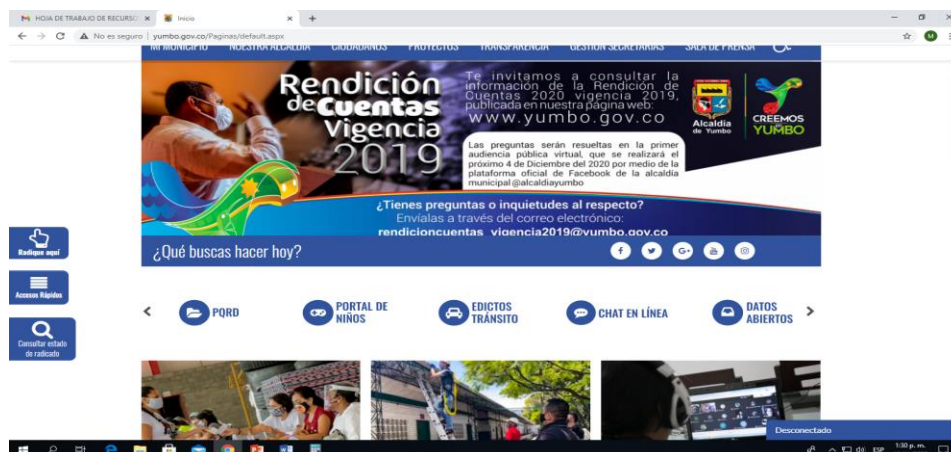 HOJA DE TRABAJO DE RECURSO
Inicio
No es seguro | yumbo.gov.co/Paginas/default.aspx
MI MUNICIPIO NUESTRA ALCALDÍA CIUDADANOS PROYECTOS TRANSPARENCIA GESTIÓN SECRETARÍAS SALA DE PRENSA
Rendición
de Cuentas
Vigencia
2019
Te invitamos a consultar la
información de la Rendición de
Cuentas 2020 vigencia 2019,
publicada en nuestra página web:
www.yumbo.gov.co
Las preguntas serán resueltas en la primer
audiencia pública virtual, que se realizará el
próximo 4 de Diciembre del 2020 por medio de la
plataforma oficial de Facebook de la alcaldía
municipal @alcaldiayumbo
Alcaldía
de Yumbo
CREEMOS
YUMBO
¿Tienes preguntas o inquietudes al respecto?
Envíalas a través del correo electrónico:
rendicioncuentas_vigencia2019@yumbo.gov.co
Radique aquí
Accesos Rápidos
Consultar estado
de radicado
¿Qué buscas hacer hoy?
PQRD
PORTAL DE
NIÑOS
EDICTOS
TRÁNSITO
CHAT EN LÍNEA
DATOS
ABIERTOS
Desconectado
ESP
1:30 p. m.